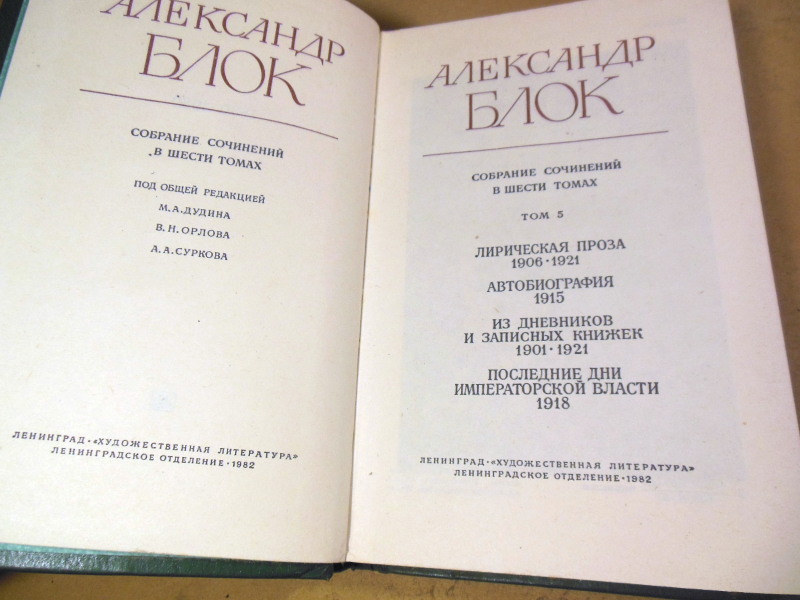 АЛЕКСАНДР
БЛОК
СОБРАНИЕ СОЧИНЕНИЙ
В ШЕСТИ ТОМАХ
ПОД ОБЩЕЙ РЕДАКЦИЕЙ
М.А.ДУДИНА
В.Н.ОРЛОВА
А.А.СУРКОВА
ЛЕНИНГРАД·«ХУДОЖЕСТВЕННАЯ ЛИТЕРАТУРА»
ЛЕНИНГРАДСКОЕ ОТДЕЛЕНИЕ·1982
АЛЕКСАНДР
БЛОК
СОБРАНИЕ СОЧИНЕНИЙ
В ШЕСТИ ТОМАХ
ТОМ 5
ЛИРИЧЕСКАЯ ПРОЗА
1906·1921
АВТОБИОГРАФИЯ
1915
ИЗ ДНЕВНИКОВ
И ЗАПИСНЫХ КНИЖЕК
1901·1921
ПОСЛЕДНИЕ ДНИ
ИМПЕРАТОРСКОЙ ВЛАСТИ
1918
ЛЕНИНГРАД·«ХУДОЖЕСТВЕННАЯ ЛИТЕРАТУРА»
ЛЕНИНГРАДСКОЕ ОТДЕЛЕНИЕ·1982